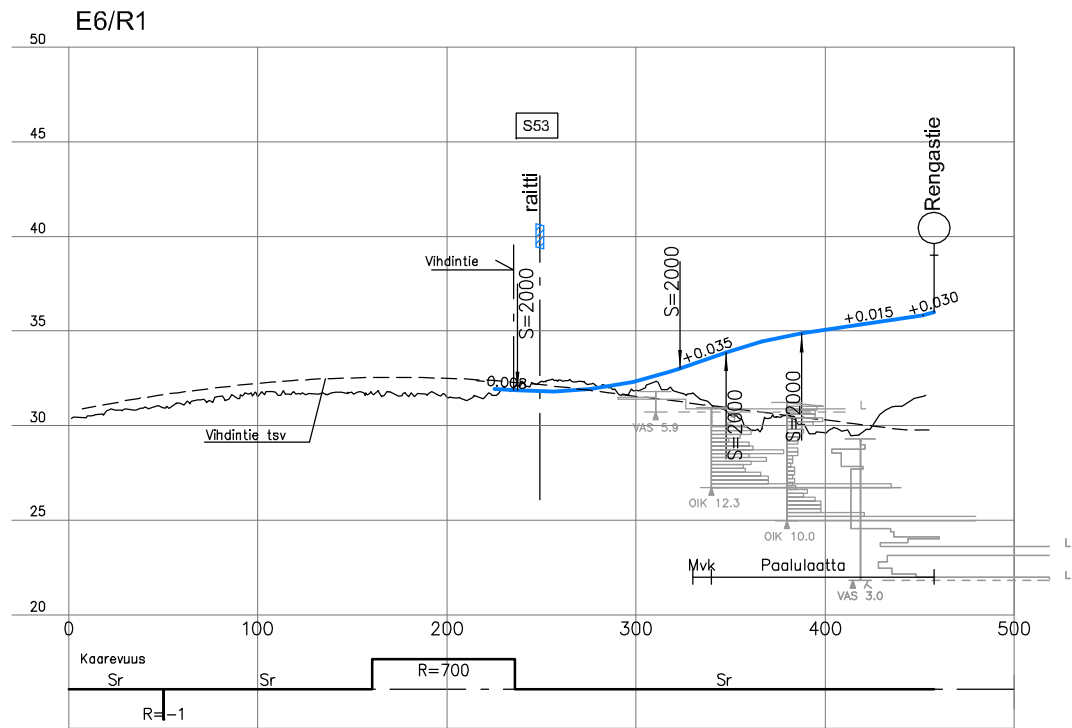 E6/R1
50
45
S53
raitti
Rengastie
40
Vihdintie
S=2000
S=2000
35
+0.015
+0.030
+0.035
0.008
S=2000
S=2000
L
30
Vihdintie tsv
VAS 5.9
OIK 12.3
25
OIK 10.0
L
Mvk
Paalulaatta
L
VAS 3.0
20
0
100
200
300
400
500
Kaarevuus
Sr
Sr
R=700
Sr
R=-1